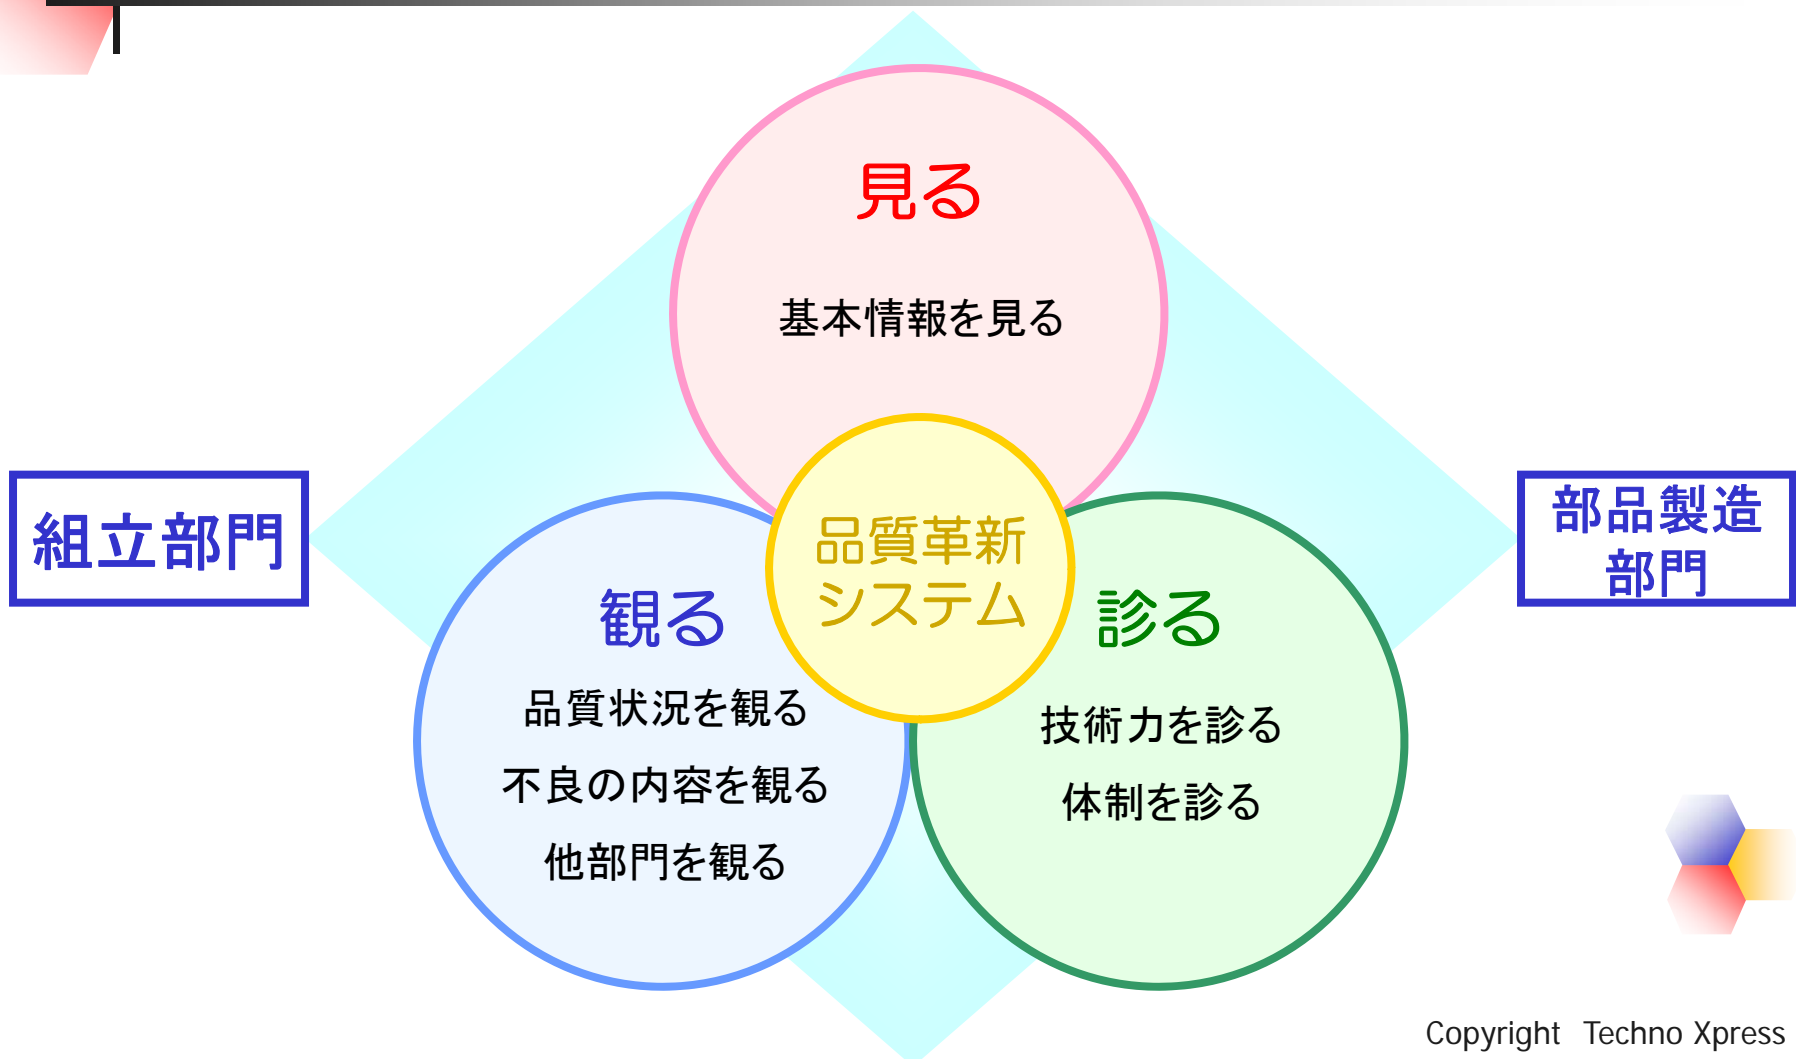 見る
基本情報を見る
組立部門
品質革新
システム
部品製造
部門
観る
品質状況を観る
不良の内容を観る
他部門を観る
診る
技術力を診る
体制を診る
Copyright Techno Xpress